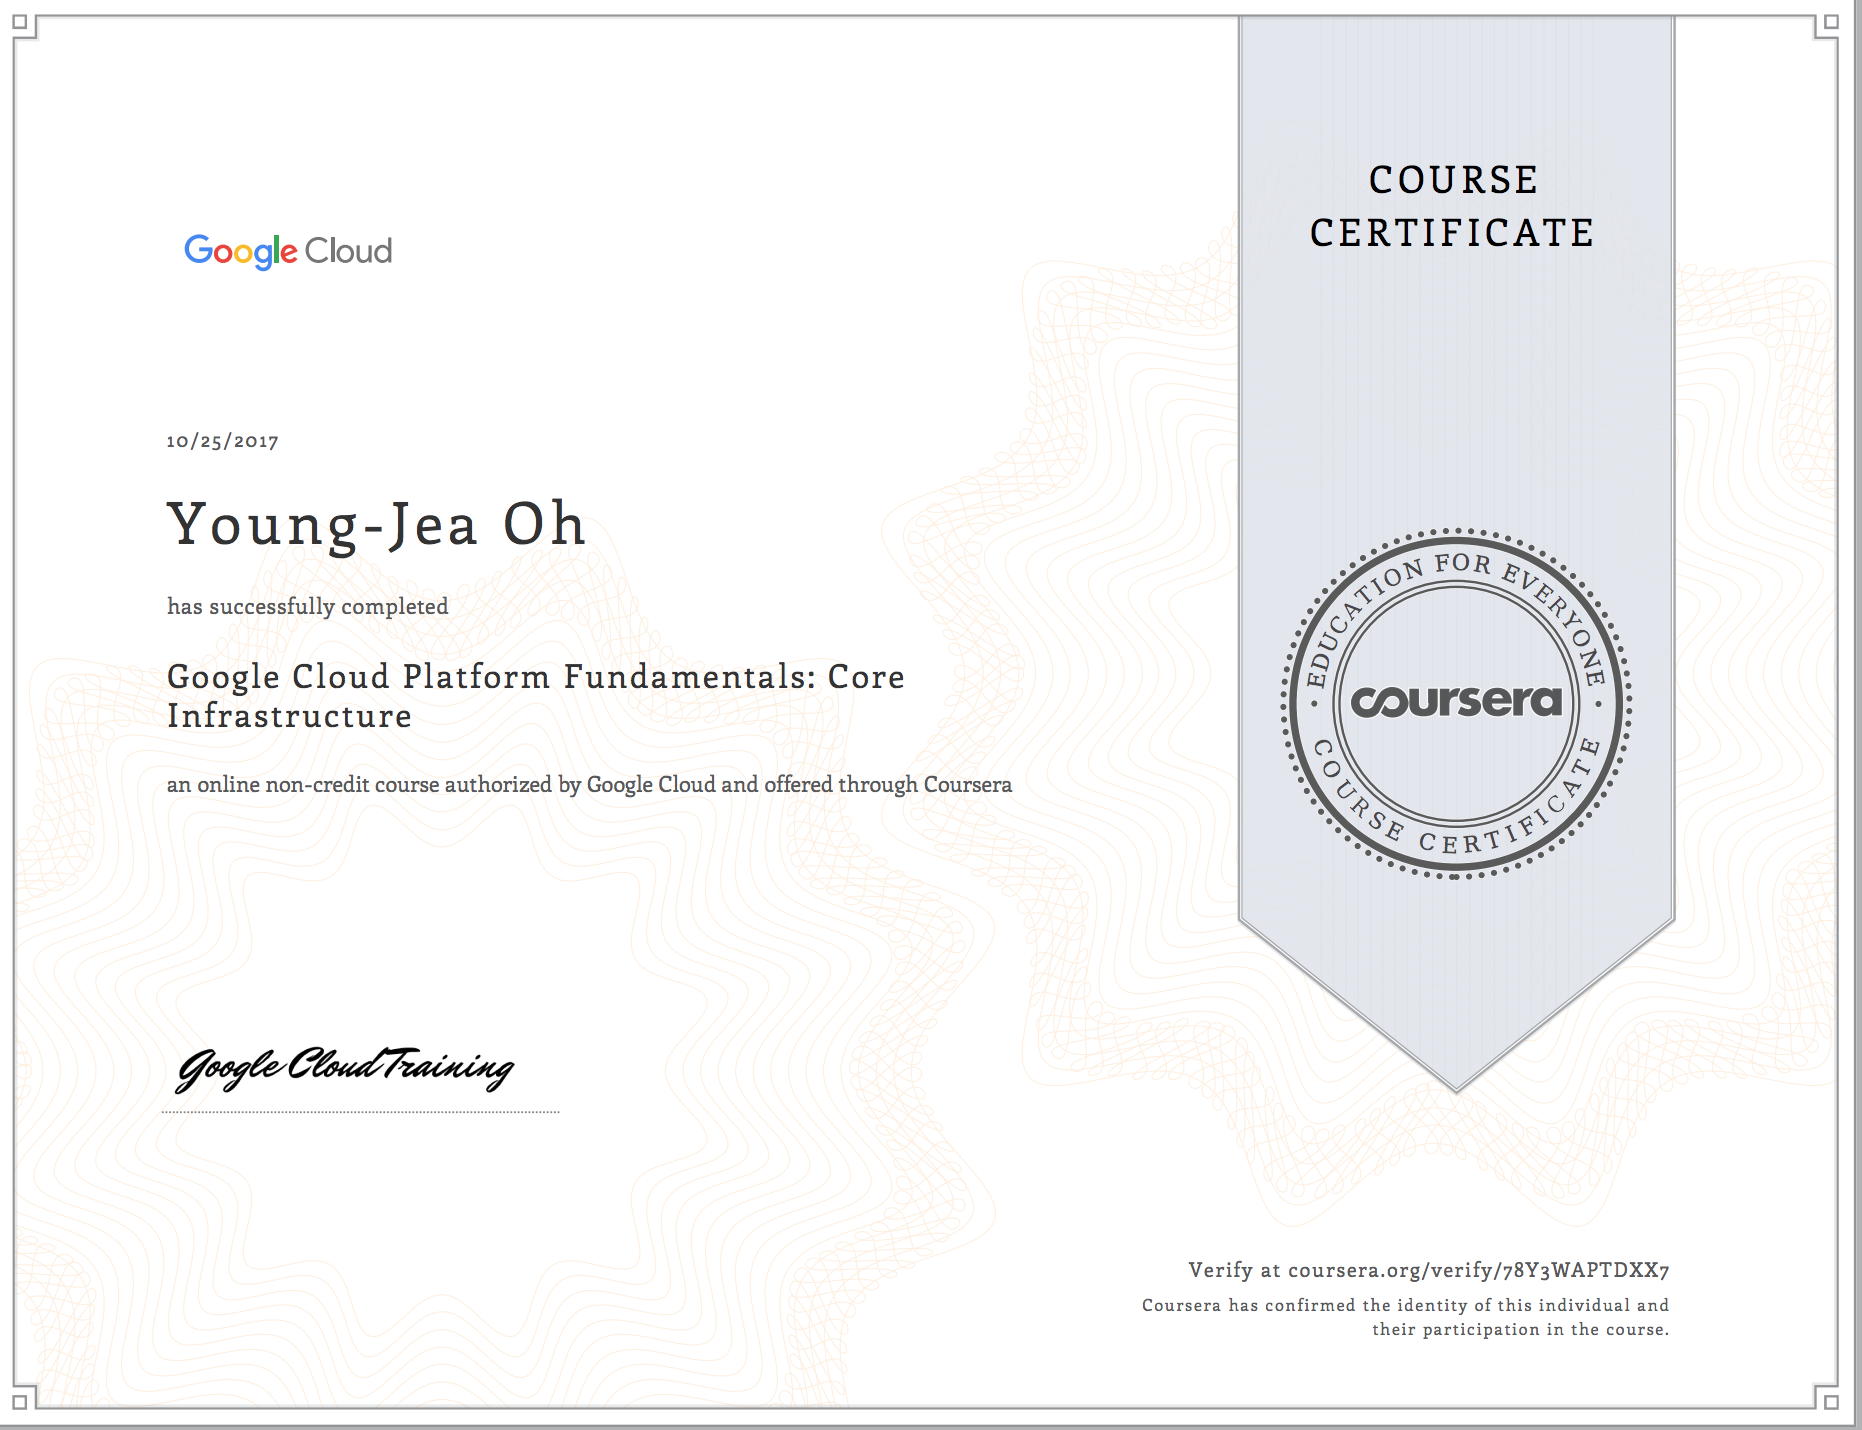 Google Cloud
10/25/2017
Young-Jea Oh
has successfully completed
Google Cloud Platform Fundamentals: Core
Infrastructure
an online non-credit course authorized by Google Cloud and offered through Coursera
Google Cloud Training
COURSE
CERTIFICATE
EDUCATION FOR EVERYONE
coursera
COURSE CERTIFICATE
Verify at coursera.org/verify/78Y3WAPTDXX7
Coursera has confirmed the identity of this individual and
their participation in the course.